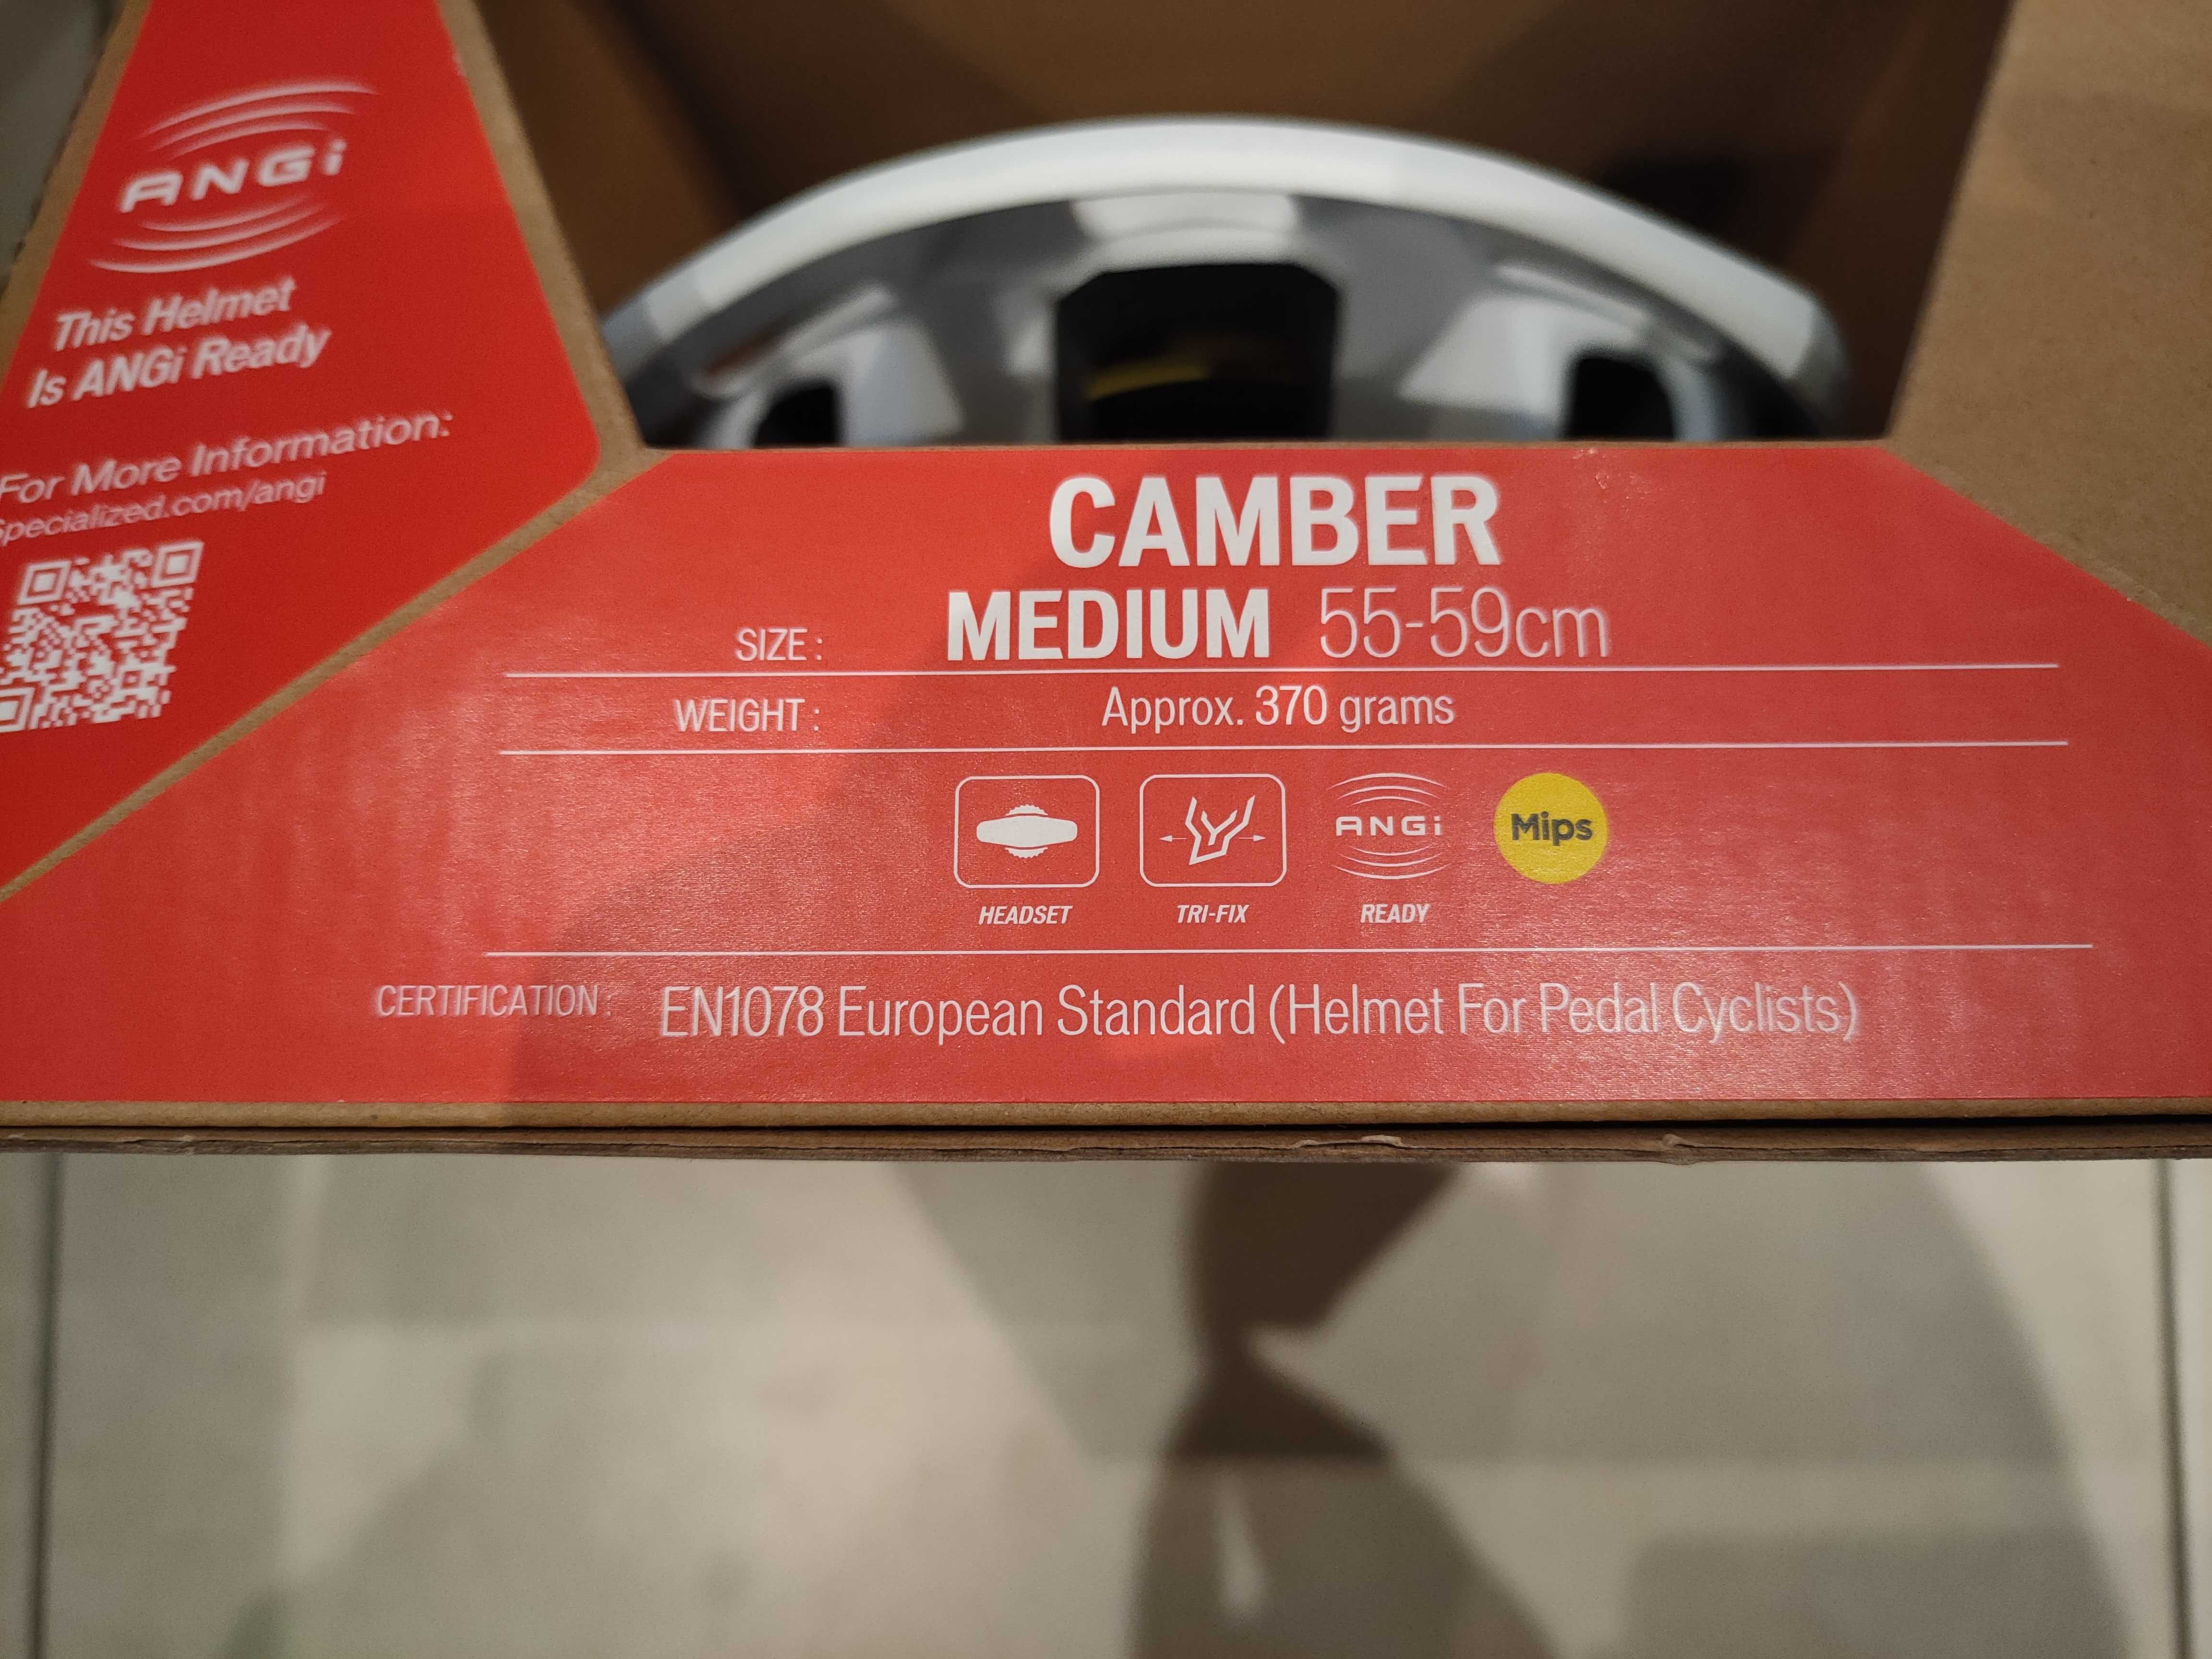 ANGi
This Helmet
Is ANGi Ready
For More Information:
specialized.com/angi
CAMBER
SIZE : MEDIUM 55-59cm
WEIGHT : Approx. 370 grams
ANGi Mips
HEADSET TRI-FIX READY
CERTIFICATION : EN1078 European Standard (Helmet For Pedal Cyclists)